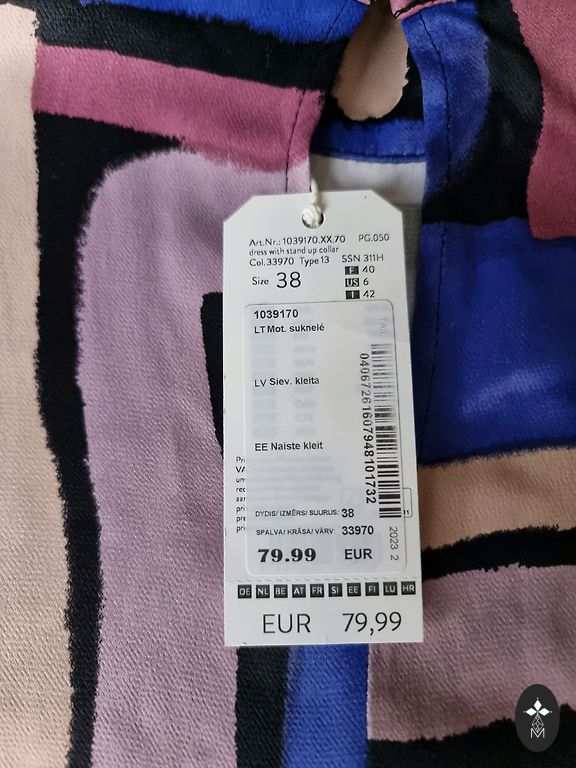 Art.Nr.: 1039170.XX.70 PG.050
dress with stand up collar
Col.33970 Type 13 SSN 311H
Size 38
F 40
US 6
I 42
1039170
LT Mot. suknelė
LV Siev. kleita
EE Naiste kleit
DYDIS/ IZMĒRS/ SUURUS: 38
SPALVA/ KRĀSA/ VÄRV: 33970
79.99 EUR
0406726160794810173 2
2023 2
DE NL BE AT FR SI EE FI LU HR
EUR 79,99
M